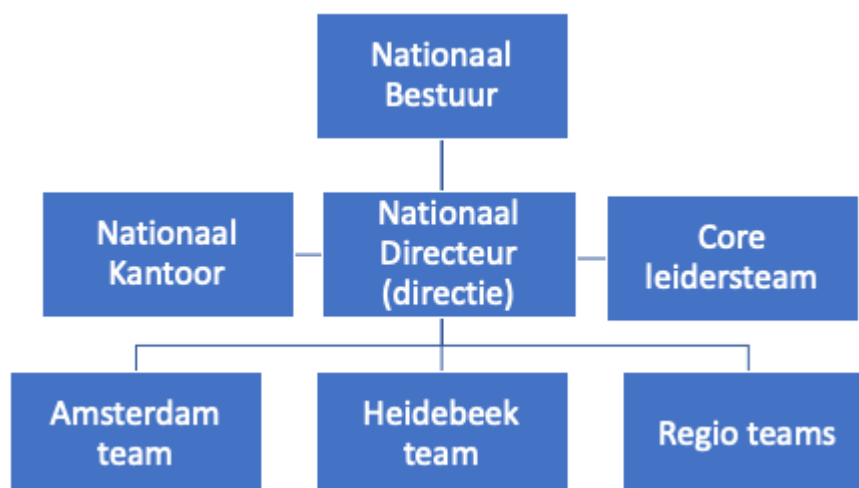 Nationaal
Bestuur
Nationaal
Kantoor
Nationaal
Directeur
(directie)
Core
leidersteam
Amsterdam
team
Heidebeek
team
Regio teams